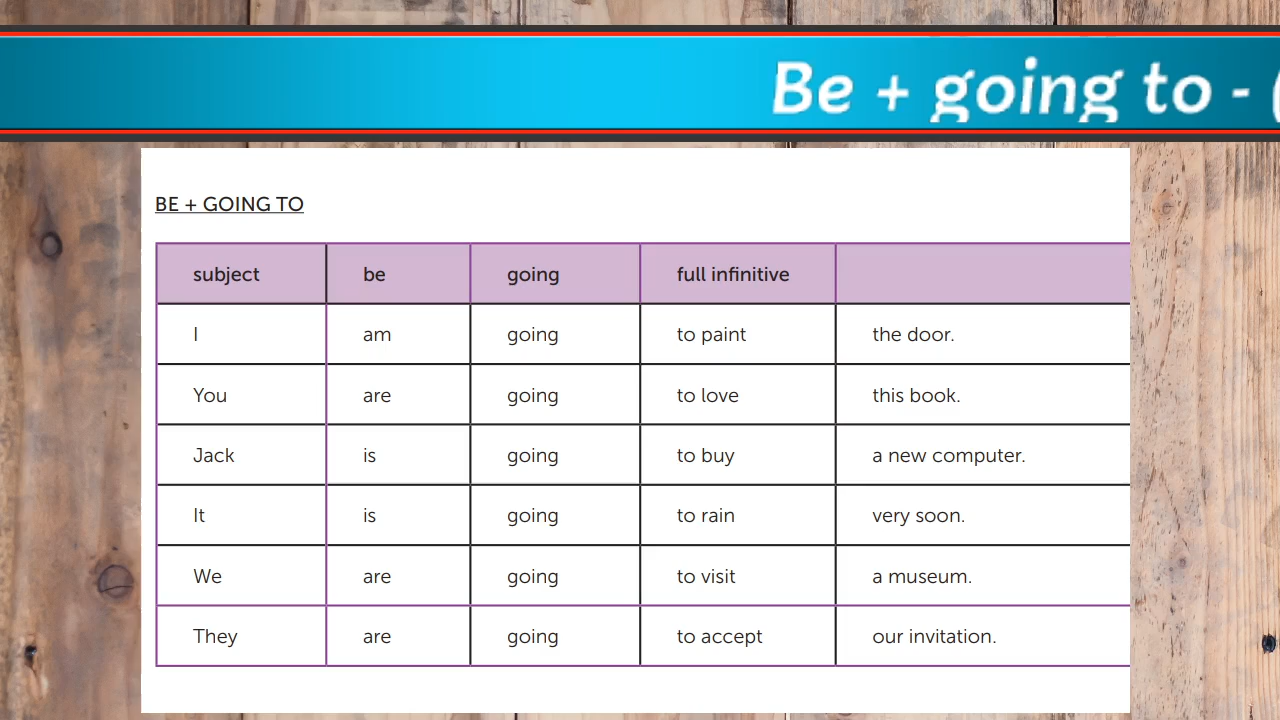 Be + going to - (
BE + GOING TO
subject be going full infinitive
I am going to paint the door.
You are going to love this book.
Jack is going to buy a new computer.
It is going to rain very soon.
We are going to visit a museum.
They are going to accept our invitation.